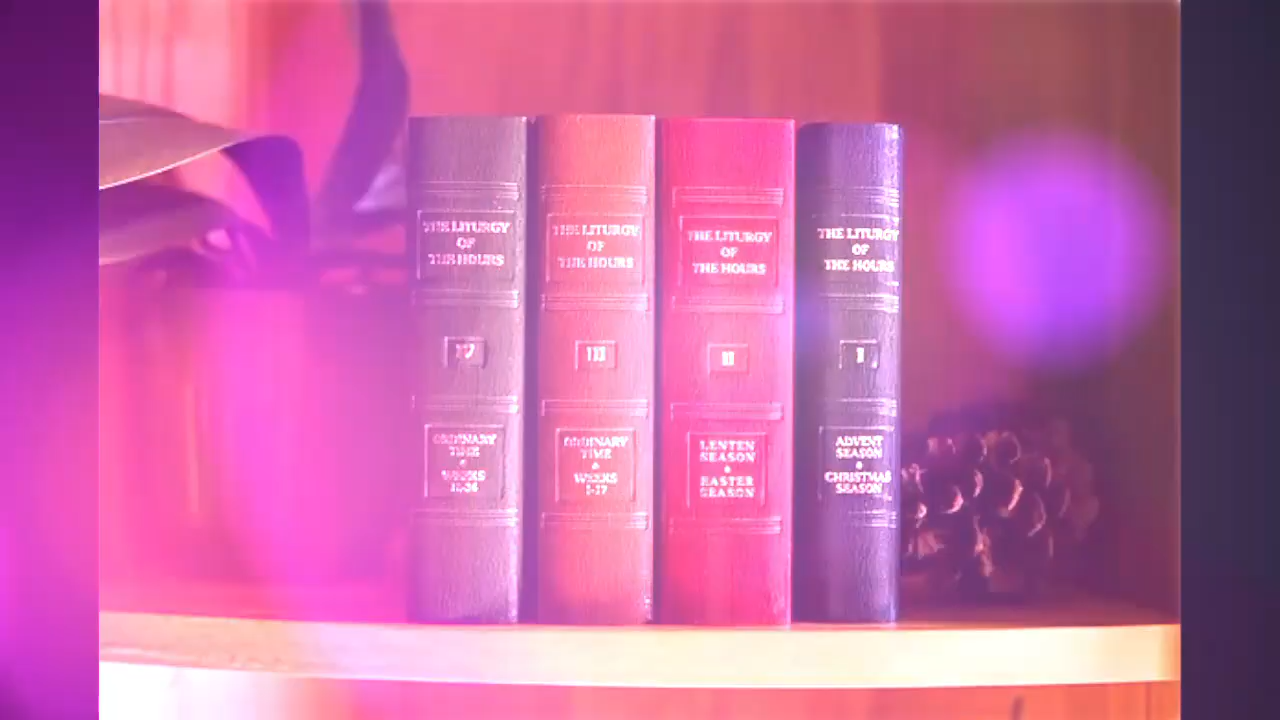 THE LITURGY
OF
THE HOURS
IV
ORDINARY
TIME
WEEKS
THE LITURGY
OF
THE HOURS
III
ORDINARY
TIME
WEEKS
1-17
THE LITURGY
OF
THE HOURS
II
LENTEN
SEASON
EASTER
SEASON
THE LITURGY
OF
THE HOURS
I
ADVENT
SEASON
CHRISTMAS
SEASON